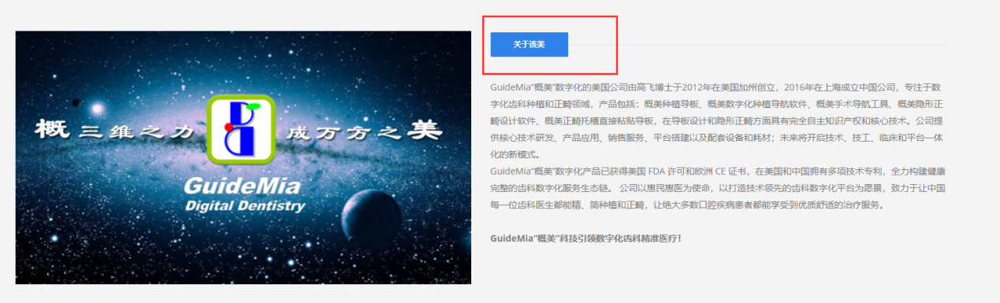 概 三维之力 成万方之 美
GuideMia
Digital Dentistry
关于该美
GuideMia“概美”数字化的美国公司由高飞博士于2012年在美国加州创立，2016年在上海成立中国公司，专注于数
字化齿科种植和正畸领域，产品包括：概美种植导板、概美数字化种植导航软件、概美手术导航工具、概美隐形正
畸设计软件、概美正畸托槽直接粘贴导板，在导板设计和隐形正畸方面具有完全自主知识产权和核心技术。公司提
供核心技术研发、产品应用、销售服务、平台搭建以及配套设备和耗材；未来将开启技术、技工、临床和平台一体
化的新模式。
GuideMia“概美”数字化产品已获得美国 FDA 许可和欧洲 CE 证书，在美国和中国拥有多项技术专利，全力构建健康
完整的齿科数字化服务生态链。 公司以惠民惠医为使命，以打造技术领先的齿科数字化平台为愿景，致力于让中国
每一位齿科医生都能精、简种植和正畸，让绝大多数口腔疾病患者都能享受到优质舒适的治疗服务。
GuideMia“概美”科技引领数字化齿科精准医疗！